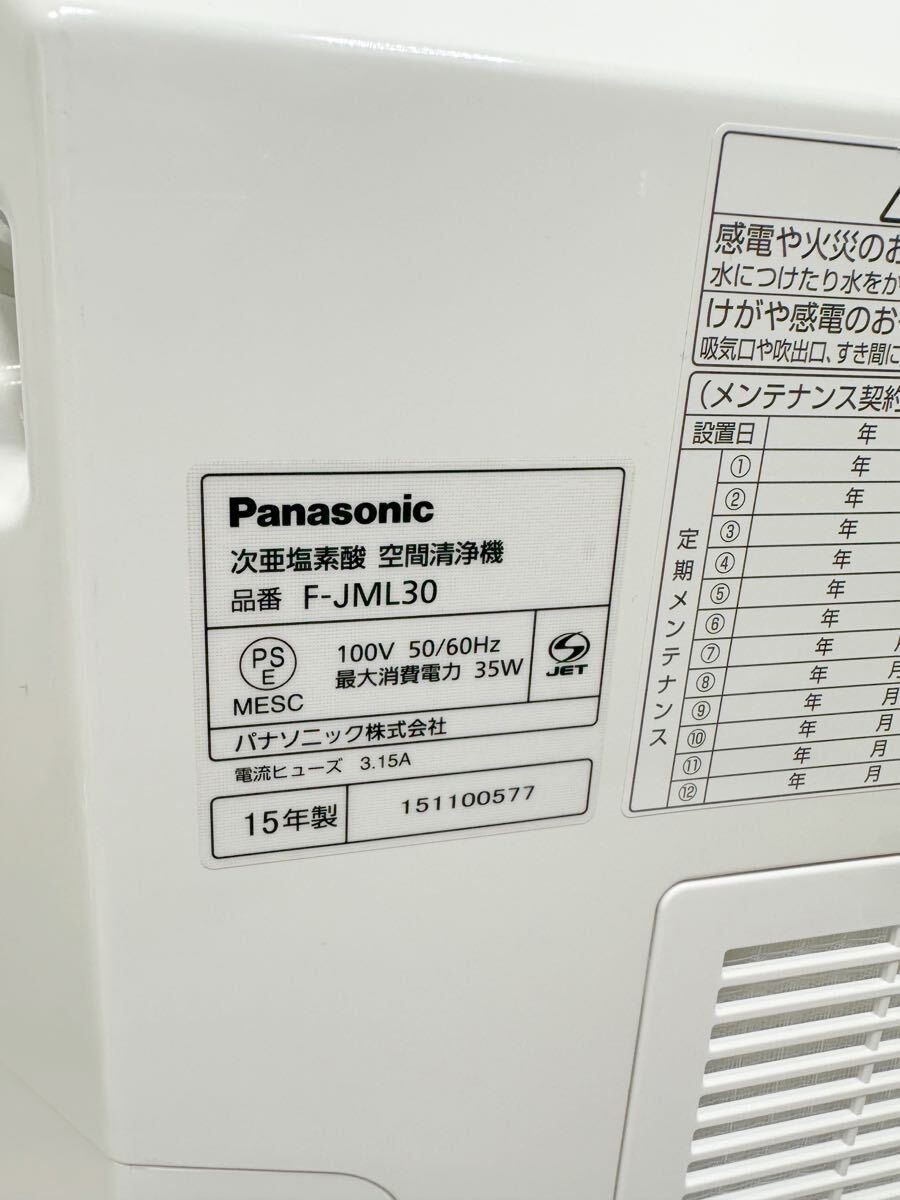 Panasonic
次亜塩素酸 空間清浄機
品番 F-JML30
PS
E
MESC
100V 50/60Hz
最大消費電力 35W
JET
パナソニック株式会社
電流ヒューズ 3.15A
15年製
151100577
感電や火災のお
水につけたり水をか
けがや感電のお
吸気口や吹出口、すき間に
(メンテナンス契約
設置日 年
定期メンテナンス
① 年
② 年
③ 年
④ 年
⑤ 年
⑥ 年
⑦ 年
⑧ 年 月
⑨ 年 月
⑩ 年 月
⑪ 年 月
⑫ 年 月